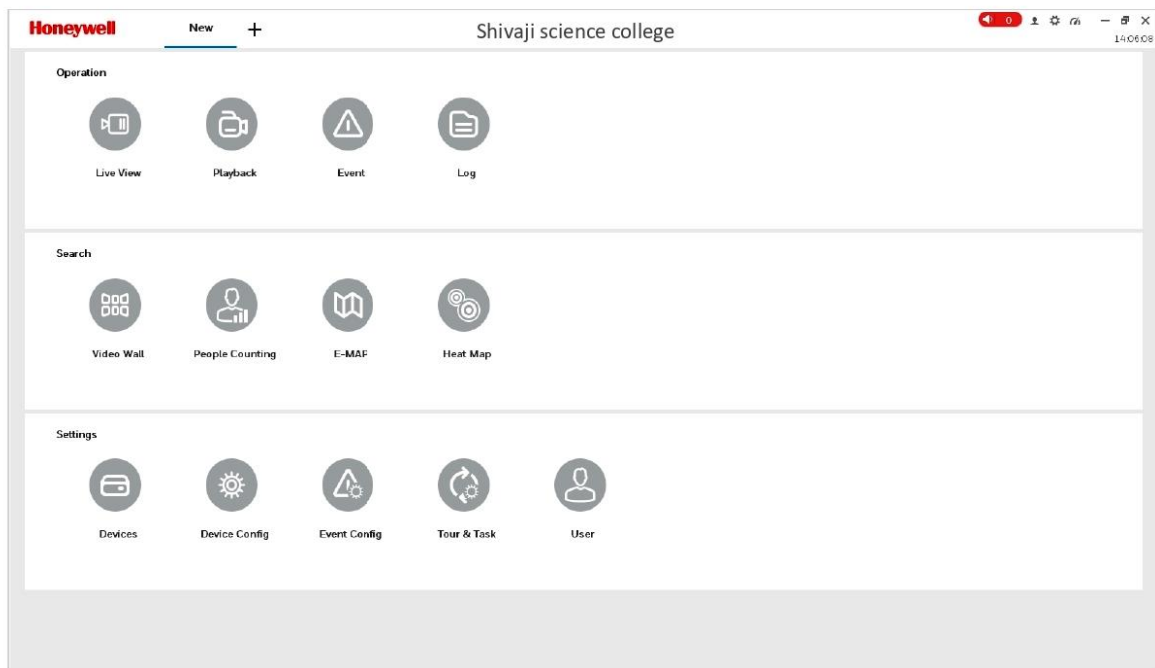 Honeywell New + Shivaji science college 0
14:06:08
Operation
Live View Playback Event Log
Search
Video Wall People Counting E-MAP Heat Map
Settings
Devices Device Config Event Config Tour & Task User